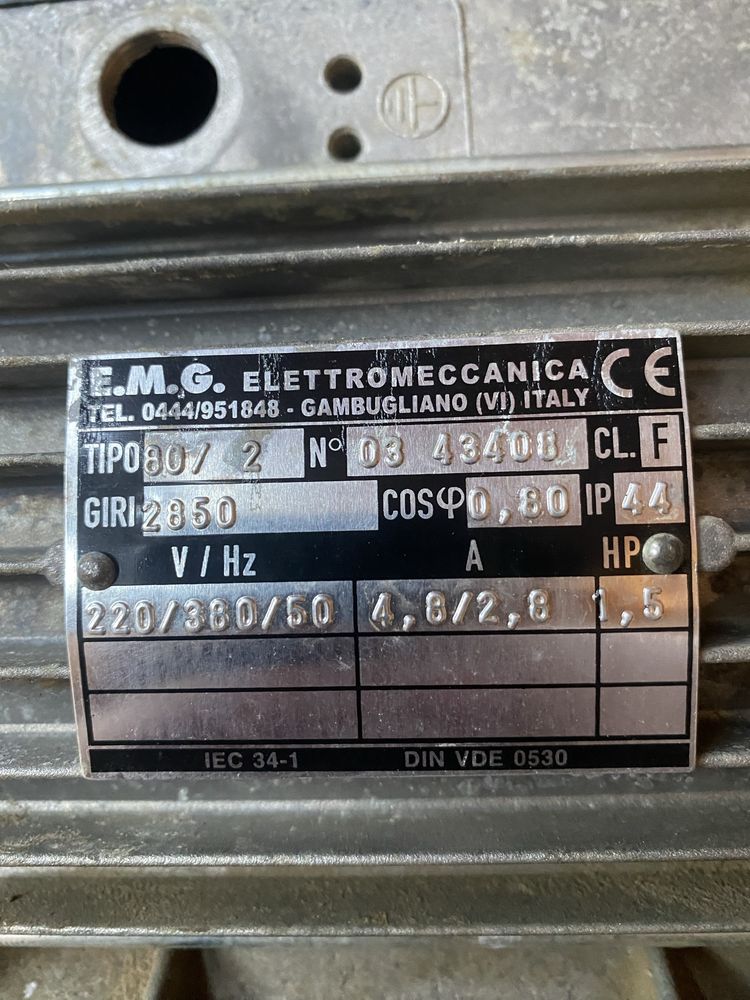 E.M.G. ELETTROMECCANICA CE
TEL. 0444/951848 - GAMBUGLIANO (VI) ITALY
TIPO 80/ 2 N° 03 43408 CL. F
GIRI 2850 COSφ 0,80 IP 44
V / Hz A HP
220/380/50 4,8/2,8 1,5
IEC 34-1 DIN VDE 0530